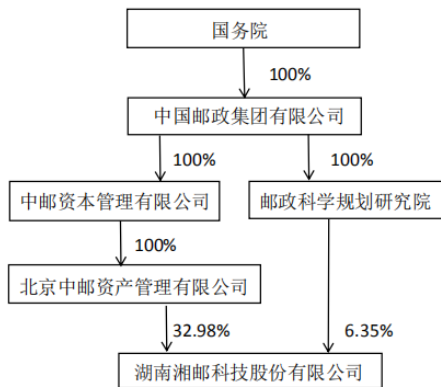 国务院
100%
中国邮政集团有限公司
100%
100%
中邮资本管理有限公司
邮政科学规划研究院
100%
北京中邮资产管理有限公司
32.98%
6.35%
湖南湘邮科技股份有限公司